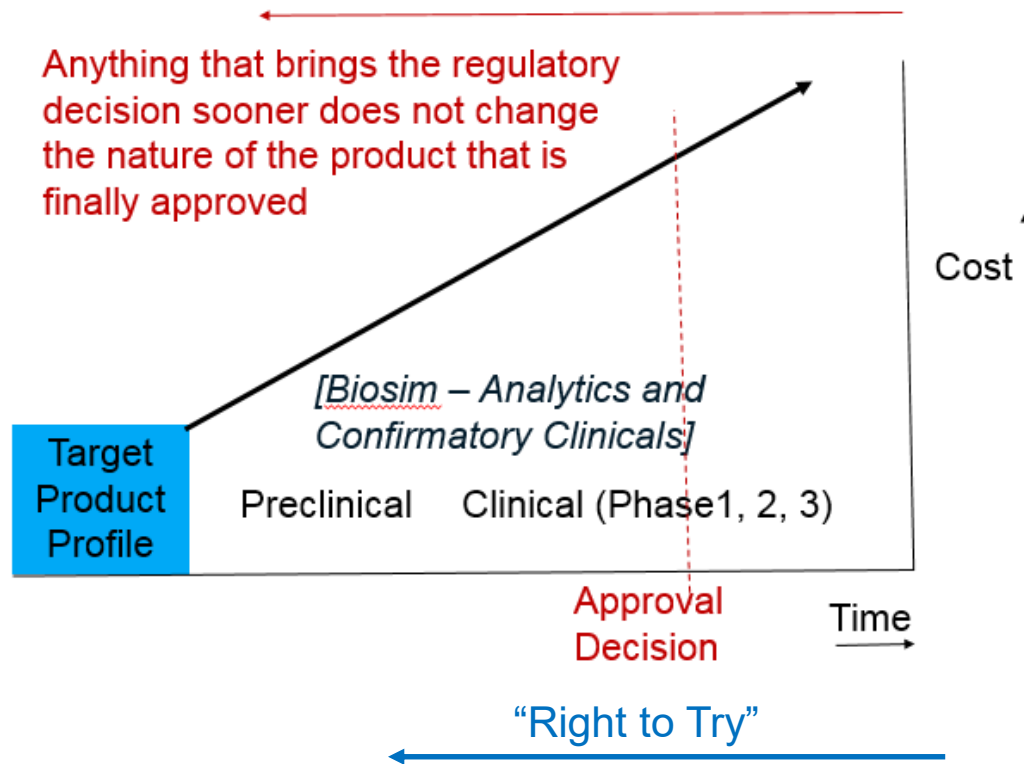 Anything that brings the regulatory
decision sooner does not change
the nature of the product that is
finally approved
Cost
[Biosim – Analytics and
Confirmatory Clinicals]
Target
Product
Profile
Preclinical
Clinical (Phase1, 2, 3)
Approval
Decision
Time
“Right to Try”